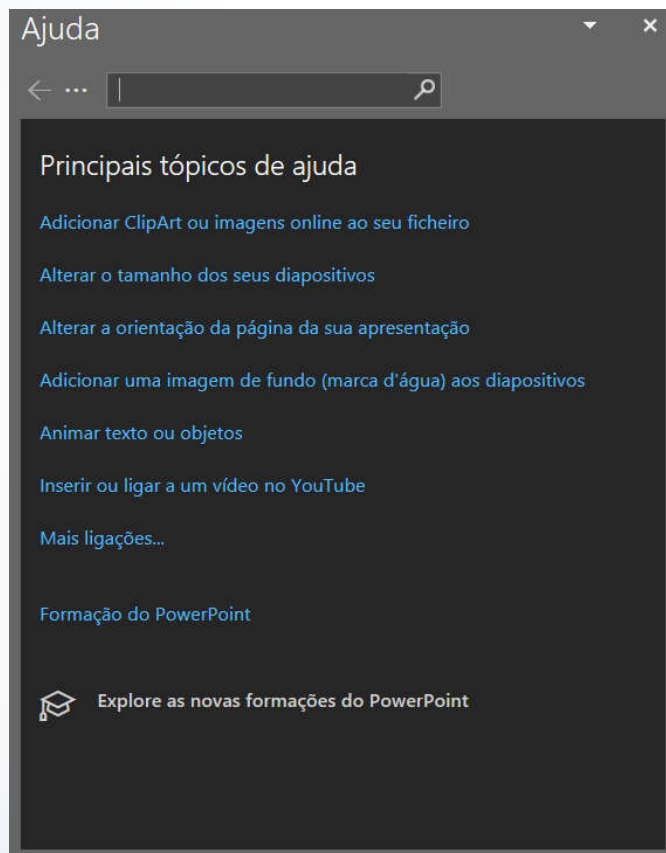 Ajuda
Principais tópicos de ajuda
Adicionar ClipArt ou imagens online ao seu ficheiro
Alterar o tamanho dos seus diapositivos
Alterar a orientação da página da sua apresentação
Adicionar uma imagem de fundo (marca d'água) aos diapositivos
Animar texto ou objetos
Inserir ou ligar a um vídeo no YouTube
Mais ligações...
Formação do PowerPoint
Explore as novas formações do PowerPoint